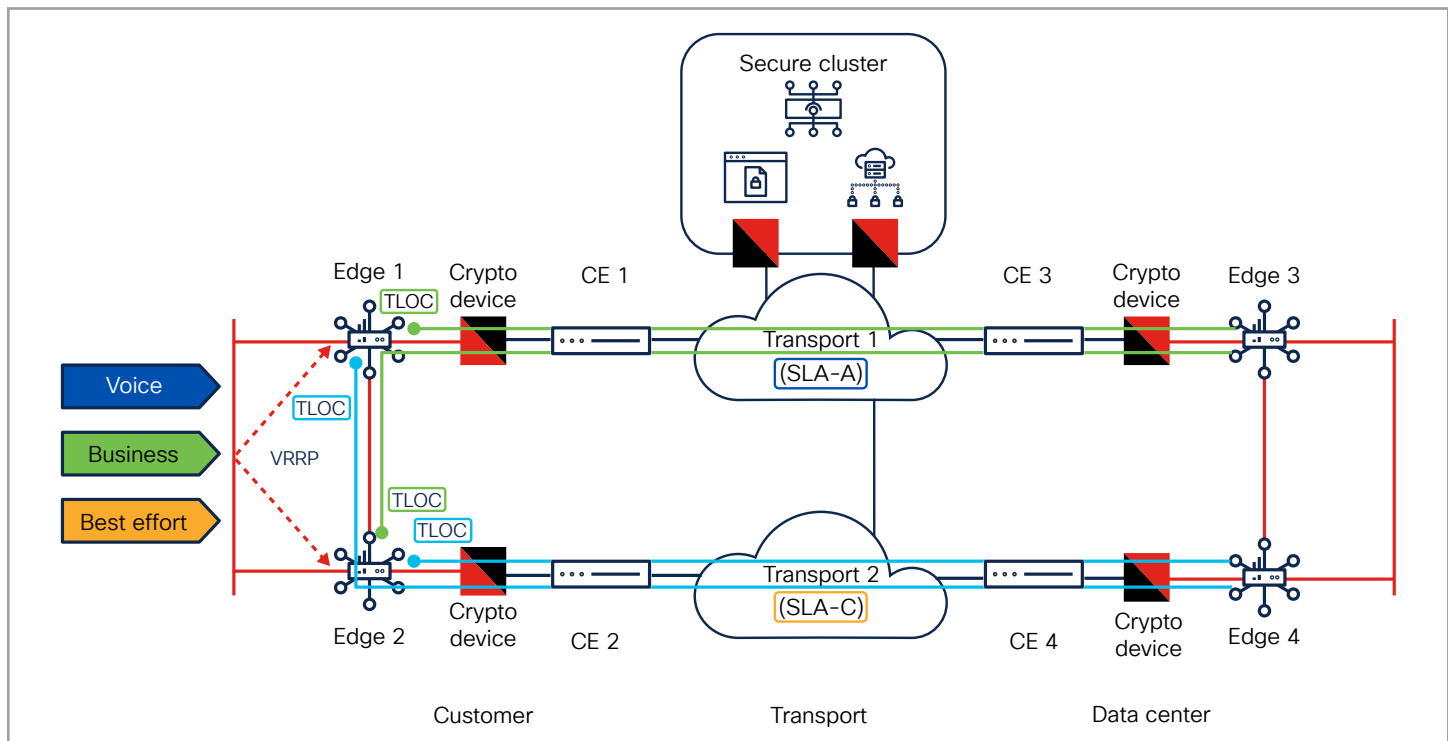 Secure cluster
Edge 1
Crypto
device
CE 1
CE 3
Crypto
device
Edge 3
TLOC
Transport 1
(SLA-A)
Voice
TLOC
Business
VRRP
TLOC
Best effort
TLOC
Transport 2
(SLA-C)
Edge 2
Crypto
device
CE 2
CE 4
Crypto
device
Edge 4
Customer
Transport
Data center